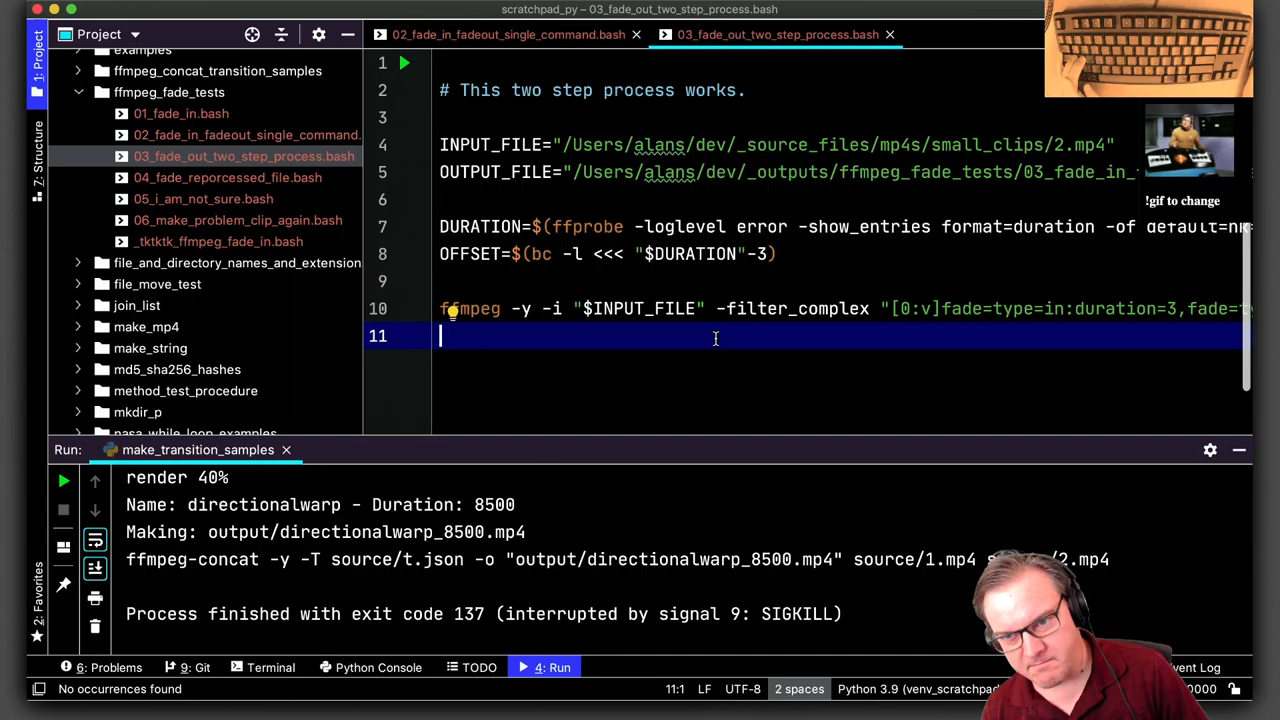 scratchpad_py – 03_fade_out_two_step_process.bash
Project
02_fade_in_fadeout_single_command.bash
03_fade_out_two_step_process.bash
1: Project
7: Structure
2: Favorites
examples
ffmpeg_concat_transition_samples
ffmpeg_fade_tests
01_fade_in.bash
02_fade_in_fadeout_single_command.
03_fade_out_two_step_process.bash
04_fade_reporcessed_file.bash
05_i_am_not_sure.bash
06_make_problem_clip_again.bash
_tktktk_ffmpeg_fade_in.bash
file_and_directory_names_and_extension
file_move_test
join_list
make_mp4
make_string
md5_sha256_hashes
method_test_procedure
mkdir_p
nasa_while_loop_examples
1
2 # This two step process works.
3
4 INPUT_FILE="/Users/alans/dev/_source_files/mp4s/small_clips/2.mp4"
5 OUTPUT_FILE="/Users/alans/dev/_outputs/ffmpeg_fade_tests/03_fade_in_
6
7 DURATION=$(ffprobe -loglevel error -show_entries format=duration -of default=nk
8 OFFSET=$(bc -l <<< "$DURATION"-3)
9
10 ffmpeg -y -i "$INPUT_FILE" -filter_complex "[0:v]fade=type=in:duration=3,fade=ty
11
!gif to change
Run: make_transition_samples
render 40%
Name: directionalwarp - Duration: 8500
Making: output/directionalwarp_8500.mp4
ffmpeg-concat -y -T source/t.json -o "output/directionalwarp_8500.mp4" source/1.mp4 s /2.mp4
Process finished with exit code 137 (interrupted by signal 9: SIGKILL)
6: Problems 9: Git Terminal Python Console TODO 4: Run vent Log
No occurrences found 11:1 LF UTF-8 2 spaces Python 3.9 (venv_scratchpad 0000